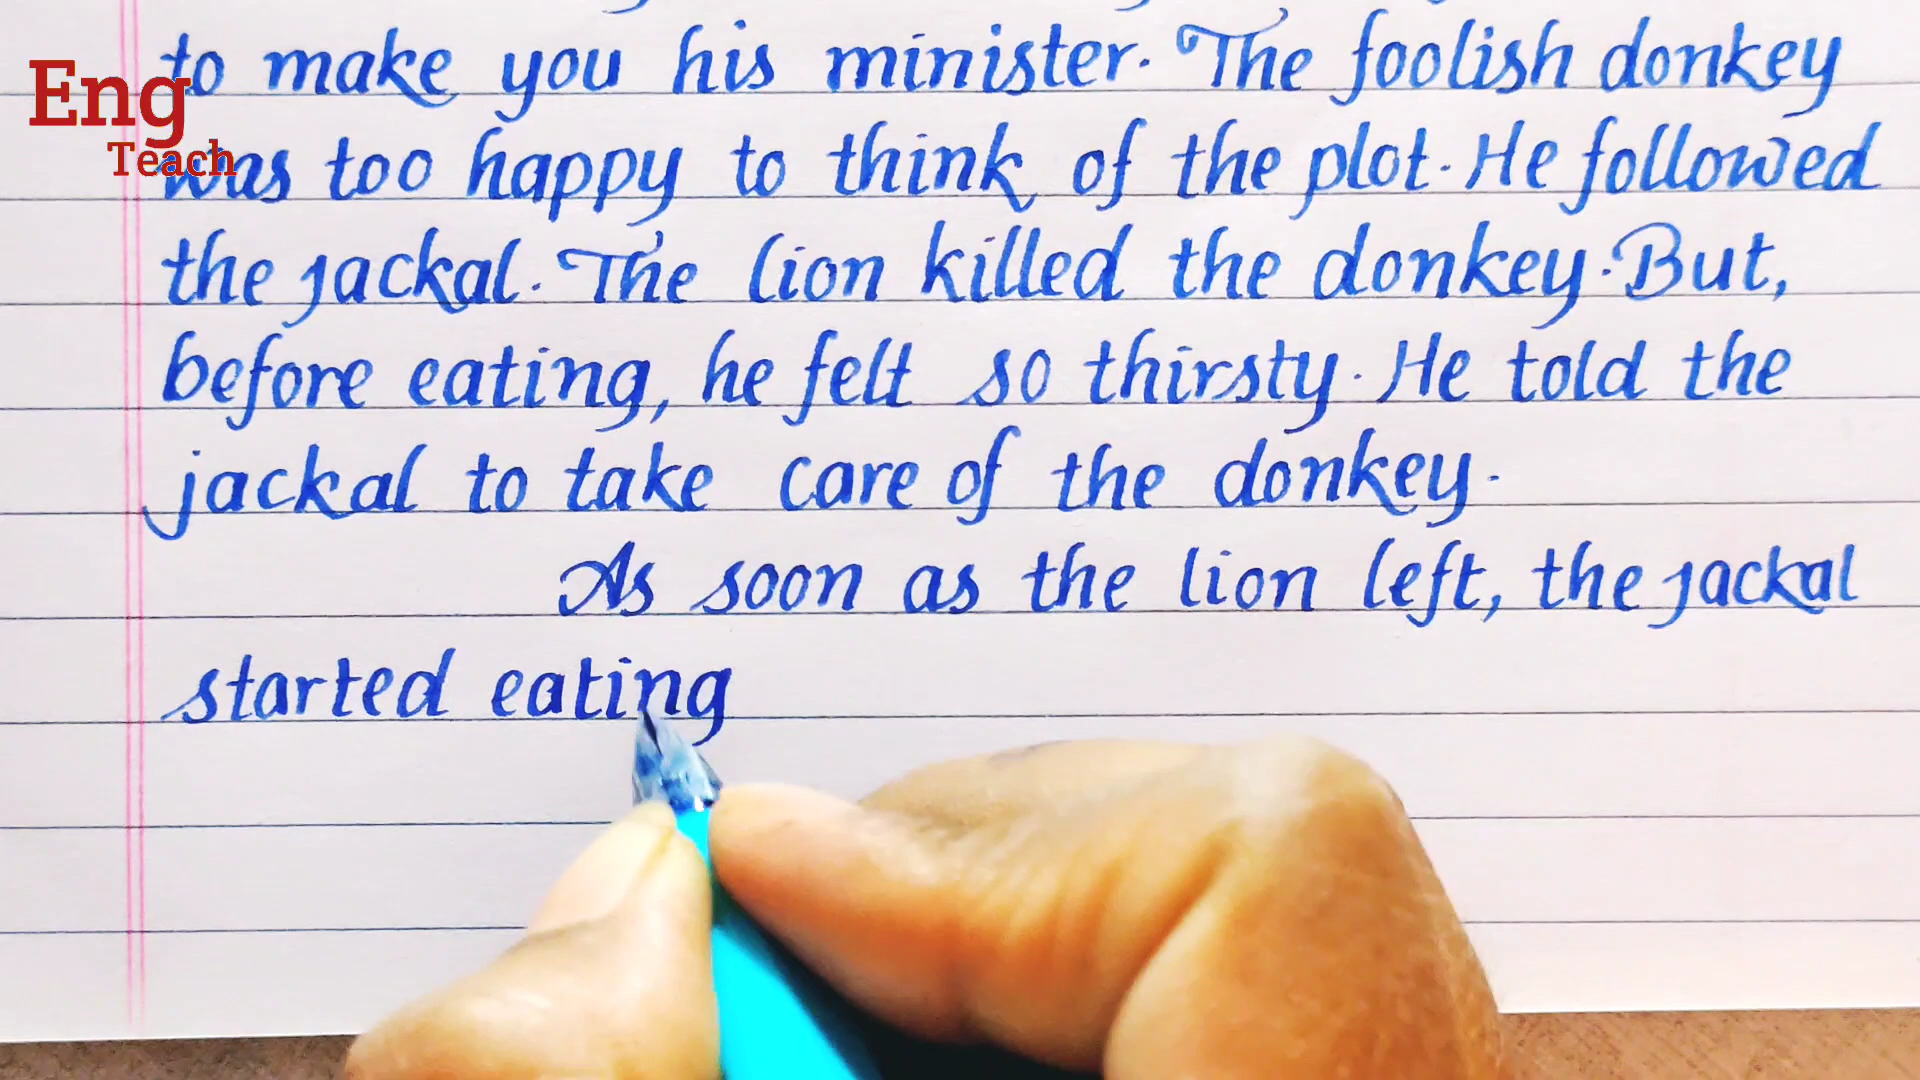 to make you his minister. The foolish donkey
Eng
Teach
was too happy to think of the plot. He followed
the jackal. The lion killed the donkey. But,
before eating, he felt so thirsty. He told the
jackal to take care of the donkey.
As soon as the lion left, the jackal
started eating